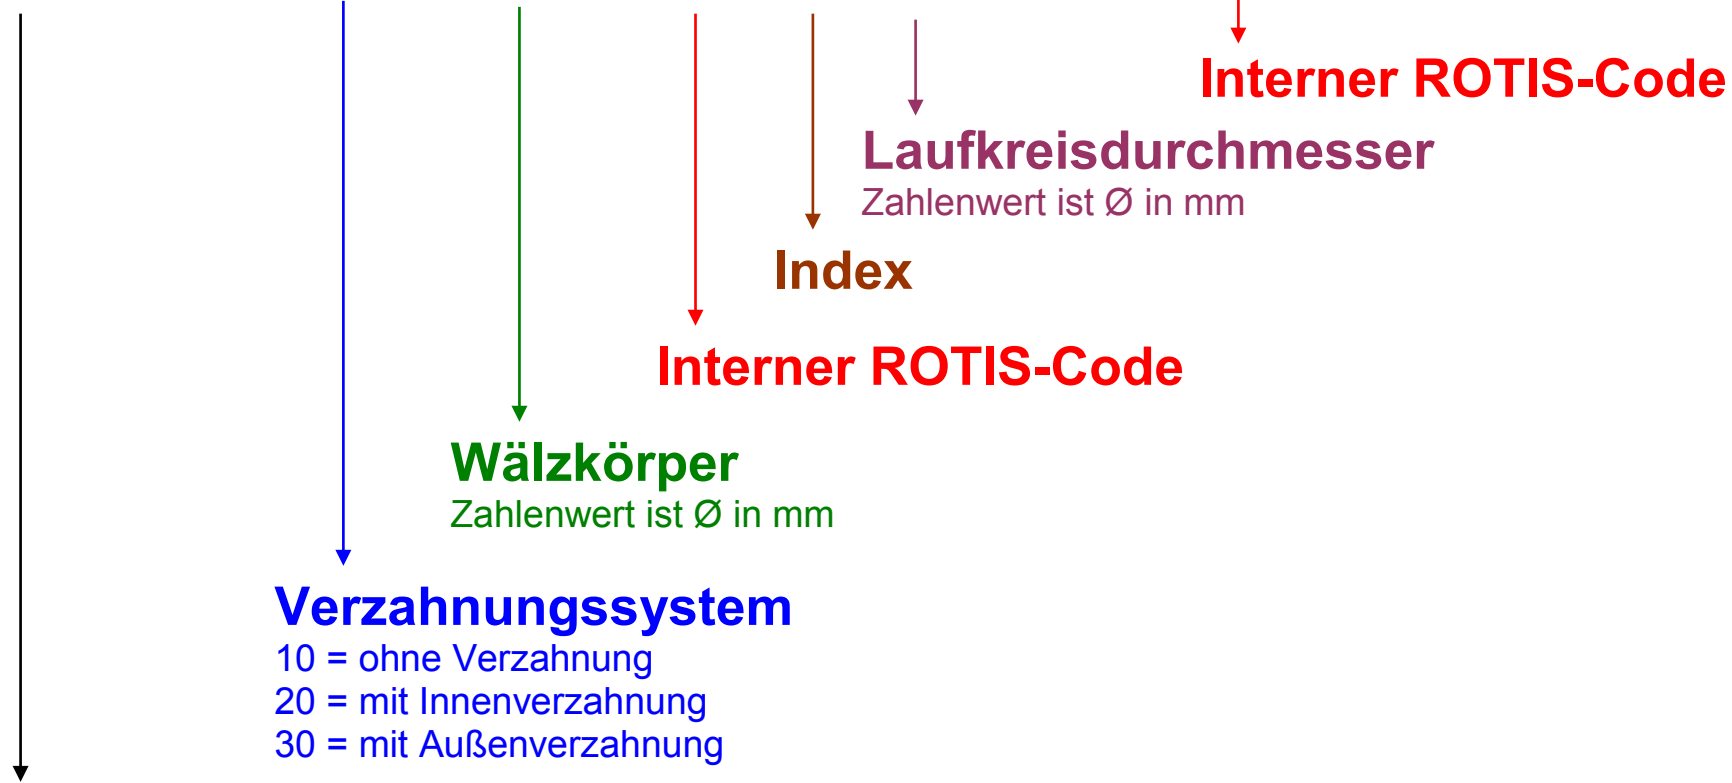 Interner ROTIS-Code
Laufkreisdurchmesser
Zahlenwert ist Ø in mm
Index
Interner ROTIS-Code
Wälzkörper
Zahlenwert ist Ø in mm
Verzahnungssystem
10 = ohne Verzahnung
20 = mit Innenverzahnung
30 = mit Außenverzahnung